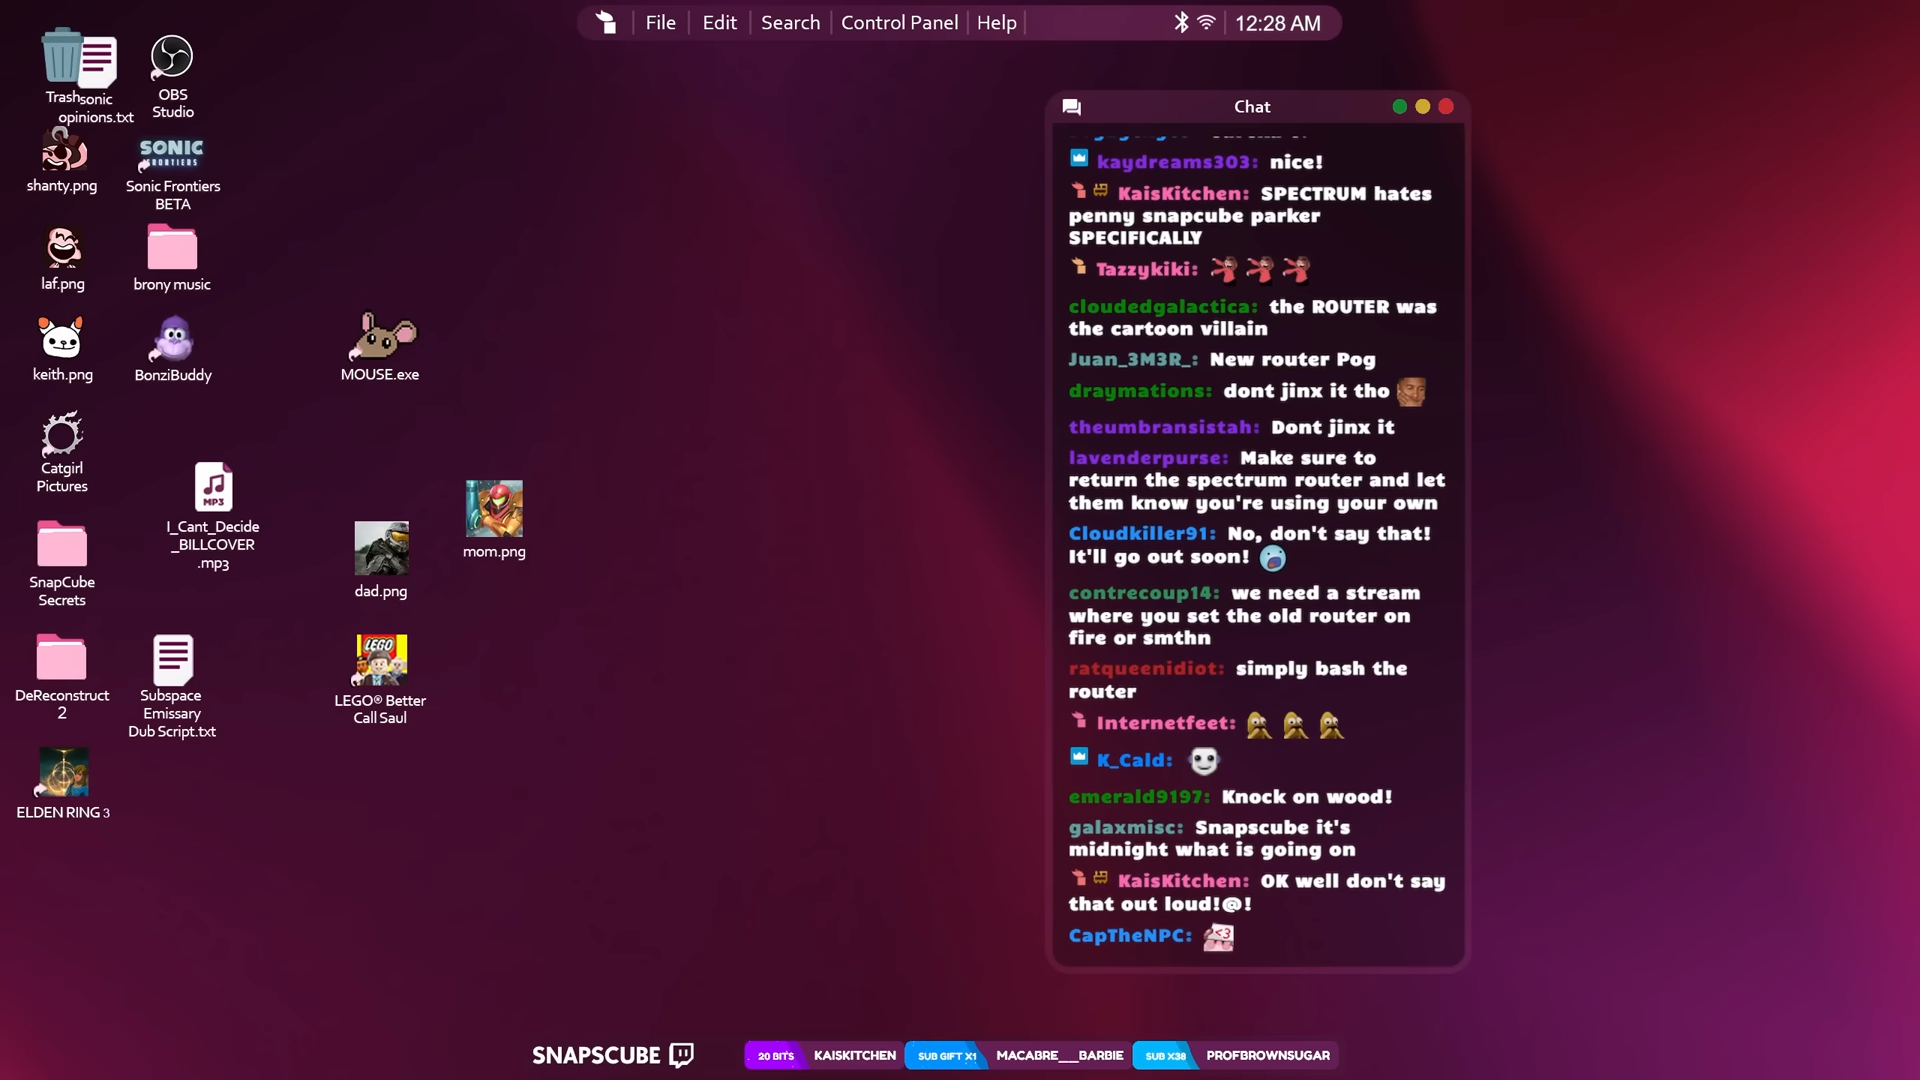 File
Edit
Search
Control Panel
Help
12:28 AM
Trash
sonic
opinions.txt
OBS
Studio
shanty.png
SONIC
FRONTIERS
Sonic Frontiers
BETA
laf.png
brony music
keith.png
BonziBuddy
MOUSE.exe
Catgirl
Pictures
MP3
I_Cant_Decide
_BILLCOVER
.mp3
mom.png
dad.png
SnapCube
Secrets
DeReconstruct
2
Subspace
Emissary
Dub Script.txt
LEGO
LEGO® Better
Call Saul
ELDEN RING 3
Chat
kaydreams303: nice!
KaisKitchen: SPECTRUM hates
penny snapcube parker
SPECIFICALLY
Tazzykiki:
cloudedgalactica: the ROUTER was
the cartoon villain
Juan_3M3R_: New router Pog
draymations: dont jinx it tho
theumbransistah: Dont jinx it
lavenderpurse: Make sure to
return the spectrum router and let
them know you're using your own
Cloudkiller91: No, don't say that!
It'll go out soon!
contrecoup14: we need a stream
where you set the old router on
fire or smthn
ratqueenidiot: simply bash the
router
Internetfeet:
K_Cald:
emerald9197: Knock on wood!
galaxmisc: Snapscube it's
midnight what is going on
KaisKitchen: OK well don't say
that out loud!@!
CapTheNPC: <3
SNAPSCUBE
20 BITS KAISKITCHEN
SUB GIFT X1 MACABRE__BARBIE
SUB X38 PROFBROWNSUGAR